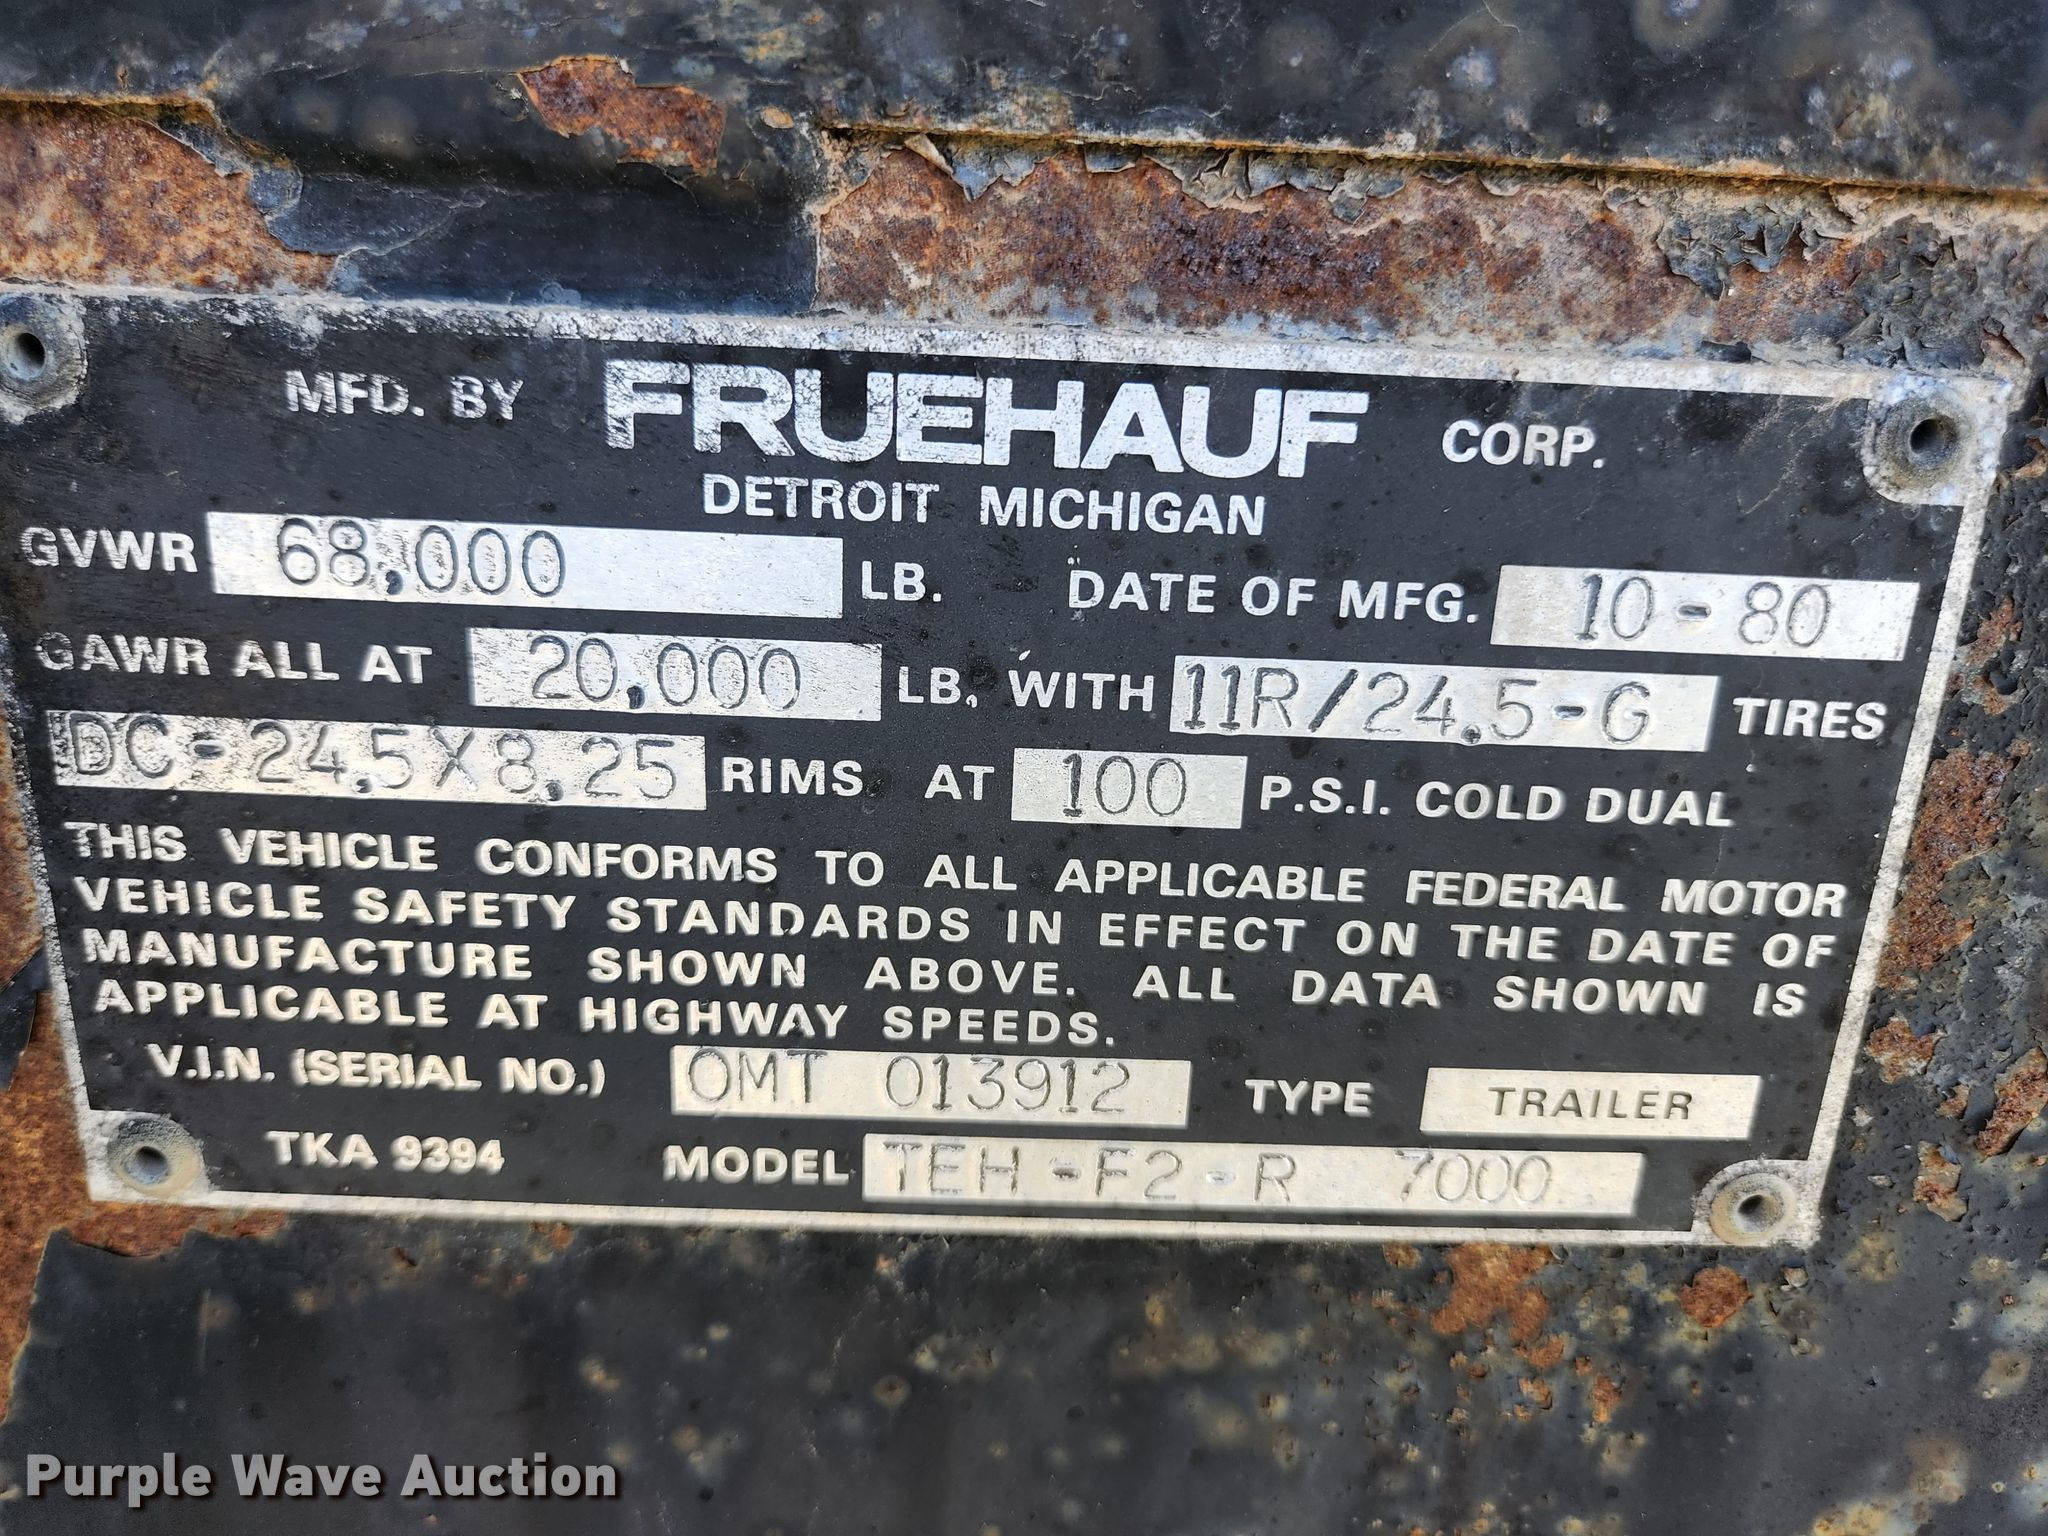 MFD. BY FRUEHAUF CORP.
DETROIT MICHIGAN
GVWR 68,000 LB. DATE OF MFG. 10-80
GAWR ALL AT 20,000 LB. WITH 11R/24.5-G TIRES
DC-24.5X8.25 RIMS AT 100 P.S.I. COLD DUAL
THIS VEHICLE CONFORMS TO ALL APPLICABLE FEDERAL MOTOR
VEHICLE SAFETY STANDARDS IN EFFECT ON THE DATE OF
MANUFACTURE SHOWN ABOVE. ALL DATA SHOWN IS
APPLICABLE AT HIGHWAY SPEEDS.
V.I.N. (SERIAL NO.) OMT 013912 TYPE TRAILER
TKA 9394 MODEL TEH-F2-R 7000
Purple Wave Auction